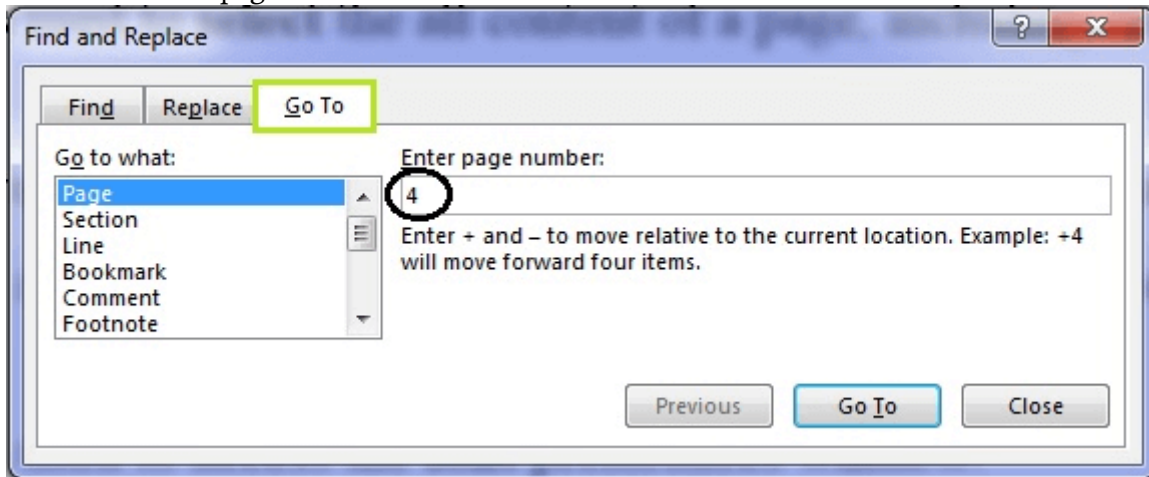 Find and Replace
Find Replace Go To
Go to what:
Page
Section
Line
Bookmark
Comment
Footnote
Enter page number:
4
Enter + and – to move relative to the current location. Example: +4
will move forward four items.
Previous Go To Close